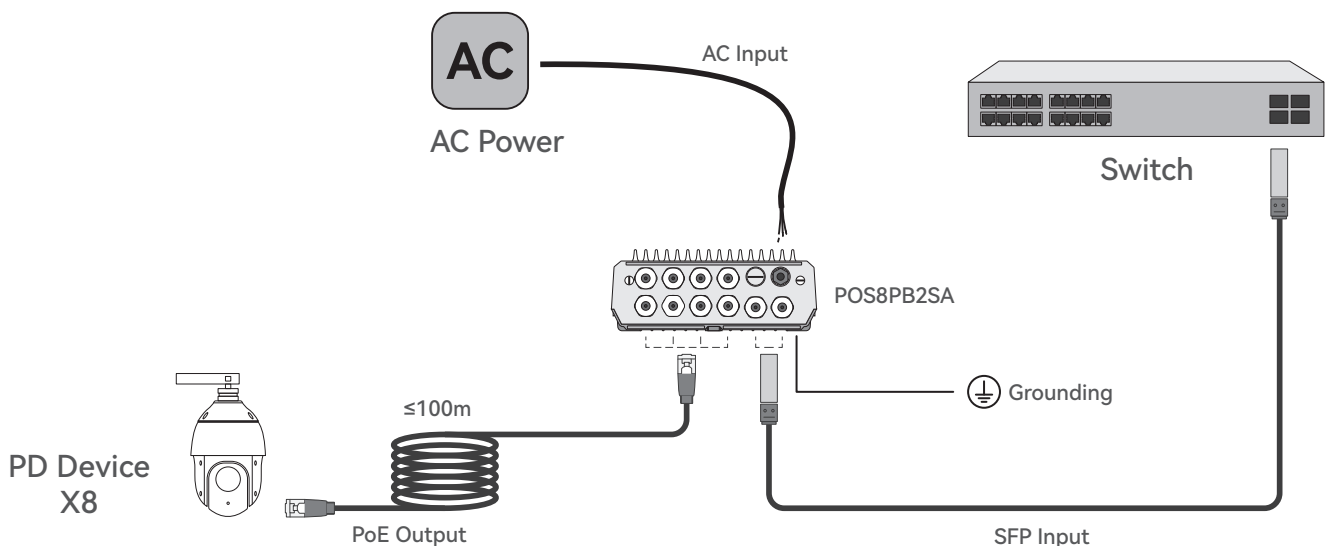 AC
AC Power
AC Input
Switch
POS8PB2SA
Grounding
≤100m
PD Device
X8
PoE Output
SFP Input